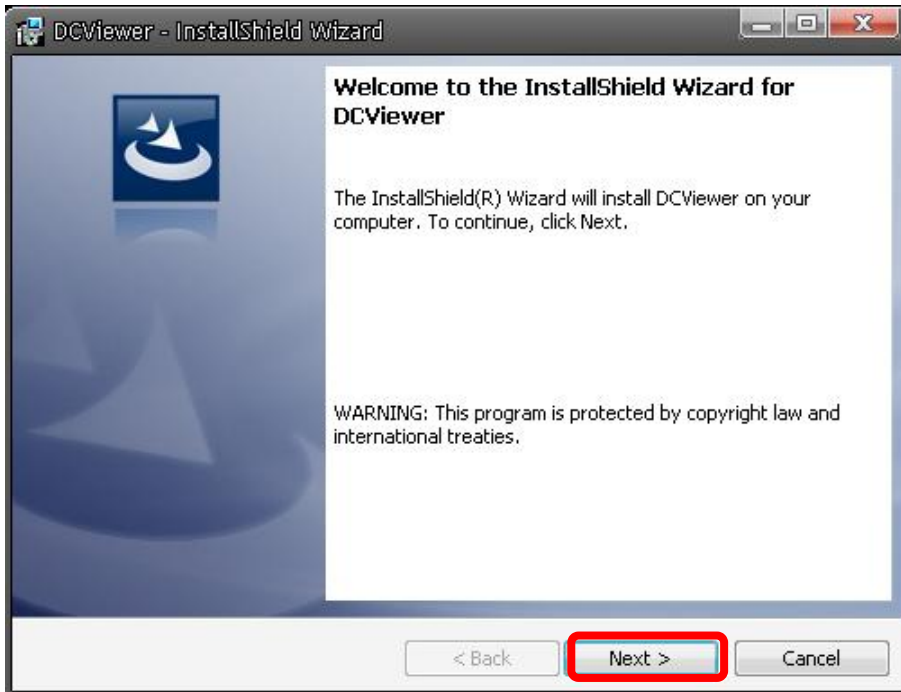 DCViewer - InstallShield Wizard
Welcome to the InstallShield Wizard for
DCViewer
The InstallShield(R) Wizard will install DCViewer on your
computer. To continue, click Next.
WARNING: This program is protected by copyright law and
international treaties.
< Back Next > Cancel